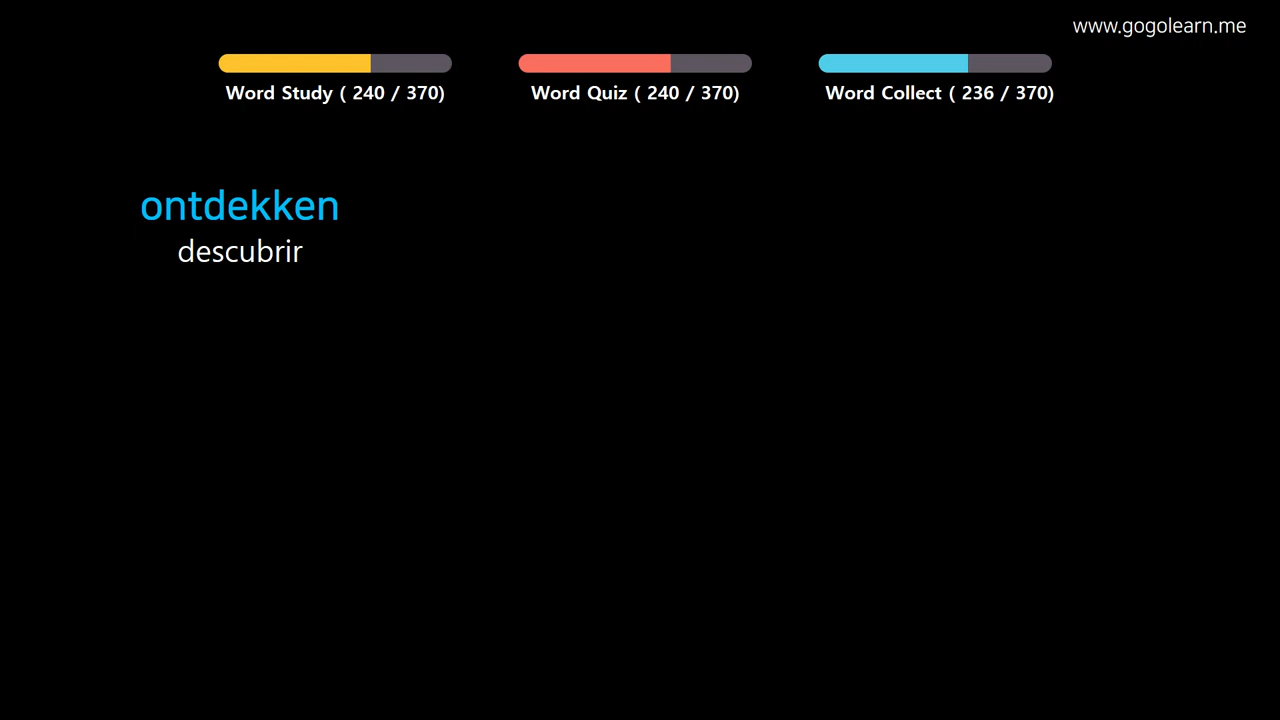 www.gogolearn.me
Word Study ( 240 / 370)
Word Quiz ( 240 / 370)
Word Collect ( 236 / 370)
ontdekken
descubrir